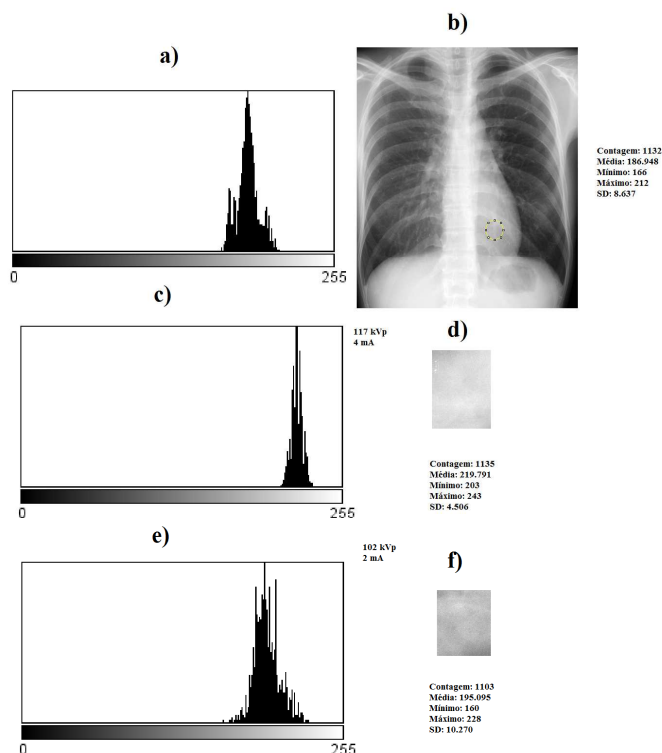 a)
0
255
b)
Contagem: 1132
Média: 186.948
Mínimo: 166
Máximo: 212
SD: 8.637
c)
0
255
117 kVp
4 mA
d)
Contagem: 1135
Média: 219.791
Mínimo: 203
Máximo: 243
SD: 4.506
e)
0
255
102 kVp
2 mA
f)
Contagem: 1103
Média: 195.095
Mínimo: 160
Máximo: 228
SD: 10.270